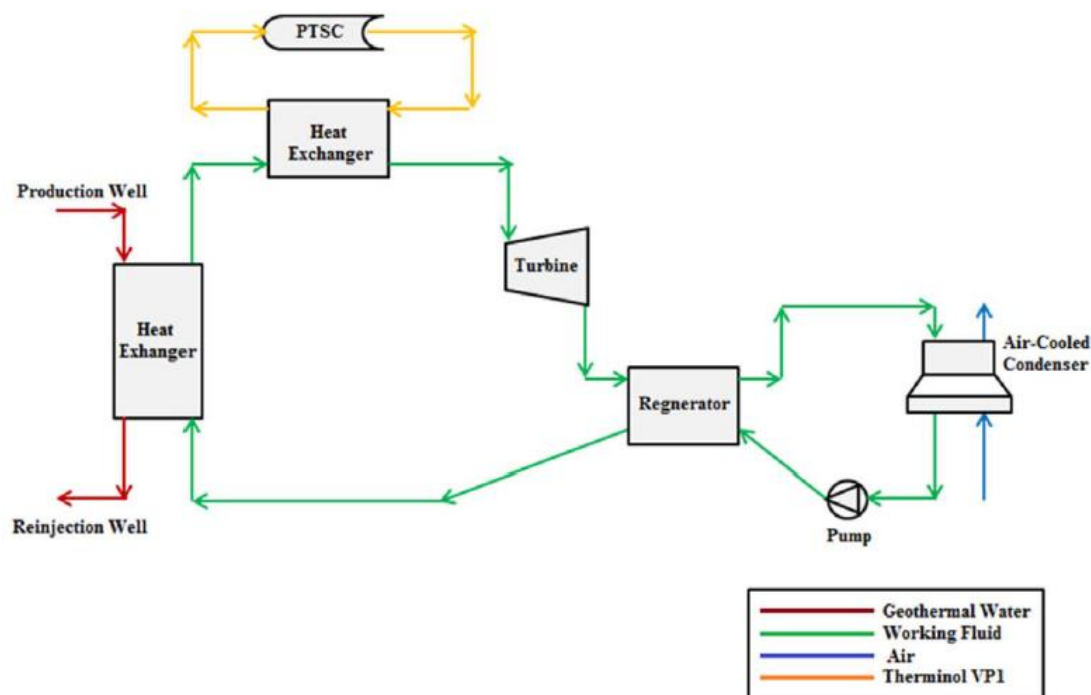 PTSC
Heat
Exchanger
Production Well
Turbine
Heat
Exhanger
Air-Cooled
Condenser
Regnerator
Reinjection Well
Pump
Geothermal Water
Working Fluid
Air
Therminol VP1